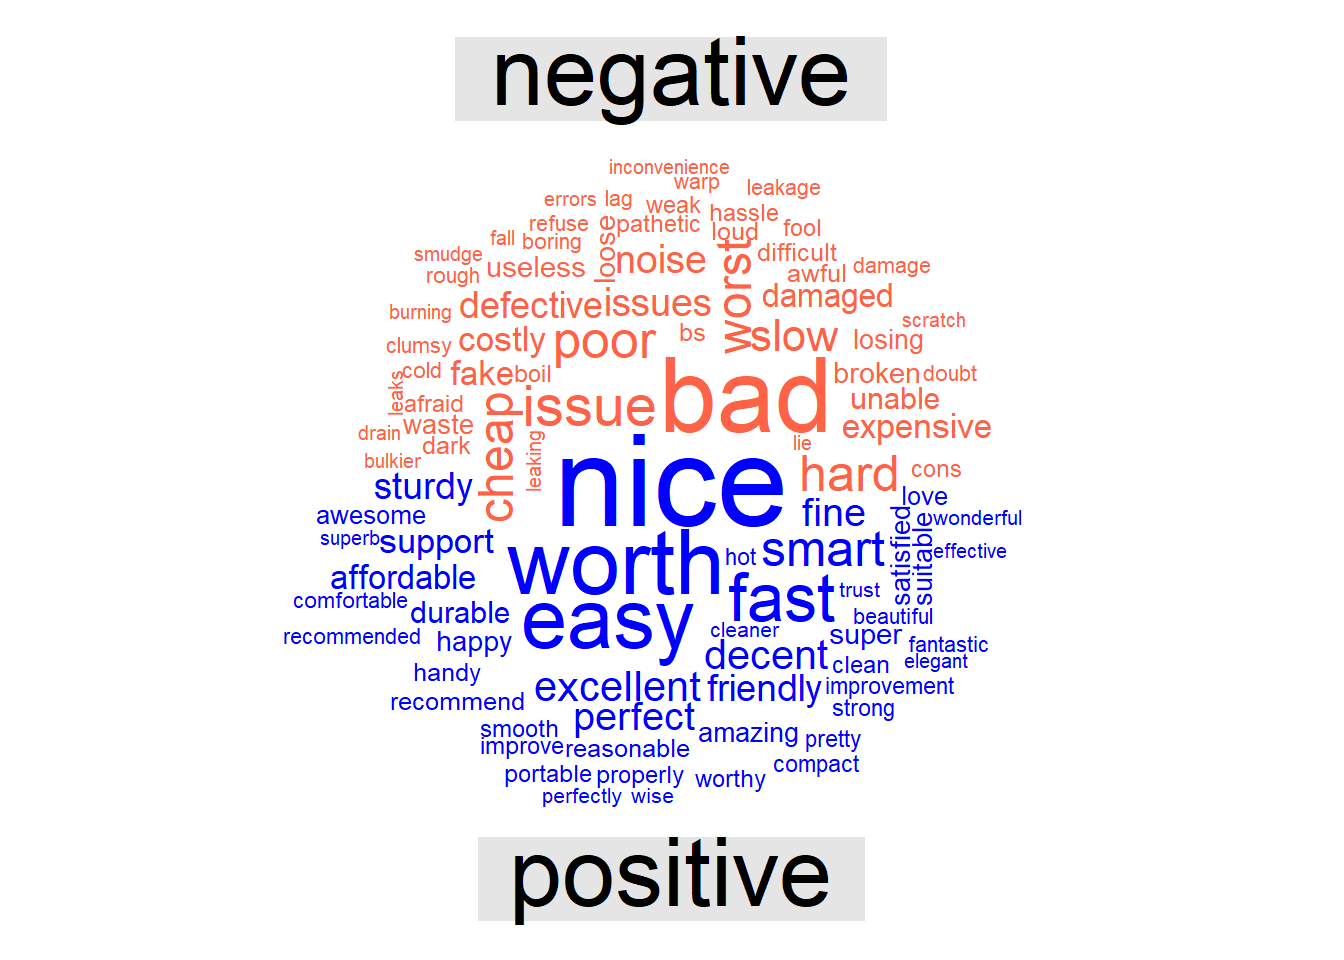 negative
inconvenience
warp
leakage
errors lag
weak
hassle
refuse
pathetic
loud
fool
fall
boring
loose
smudge
useless
noise
worst
difficult
rough
awful
damage
defective
issues
damaged
burning
scratch
clumsy
costly
poor
bs
slow
losing
cold
fake
boil
bad
broken
doubt
leaks
afraid
cheap
issue
unable
waste
expensive
drain
dark
leaking
lie
bulkier
nice
hard
cons
sturdy
love
awesome
fine
satisfied
suitable
wonderful
superb
support
worth
hot
smart
effective
affordable
fast
trust
comfortable
durable
easy
beautiful
recommended
happy
cleaner
super
fantastic
decent
clean
elegant
handy
excellent
friendly
improvement
recommend
perfect
strong
smooth
amazing
pretty
improve
reasonable
compact
portable
properly
worthy
perfectly
wise
positive